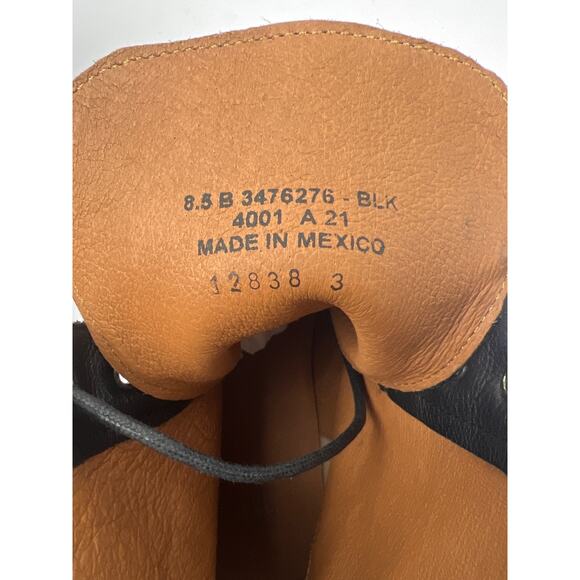 8.5 B 3476276 - BLK
4001 A 21
MADE IN MEXICO
12838 3